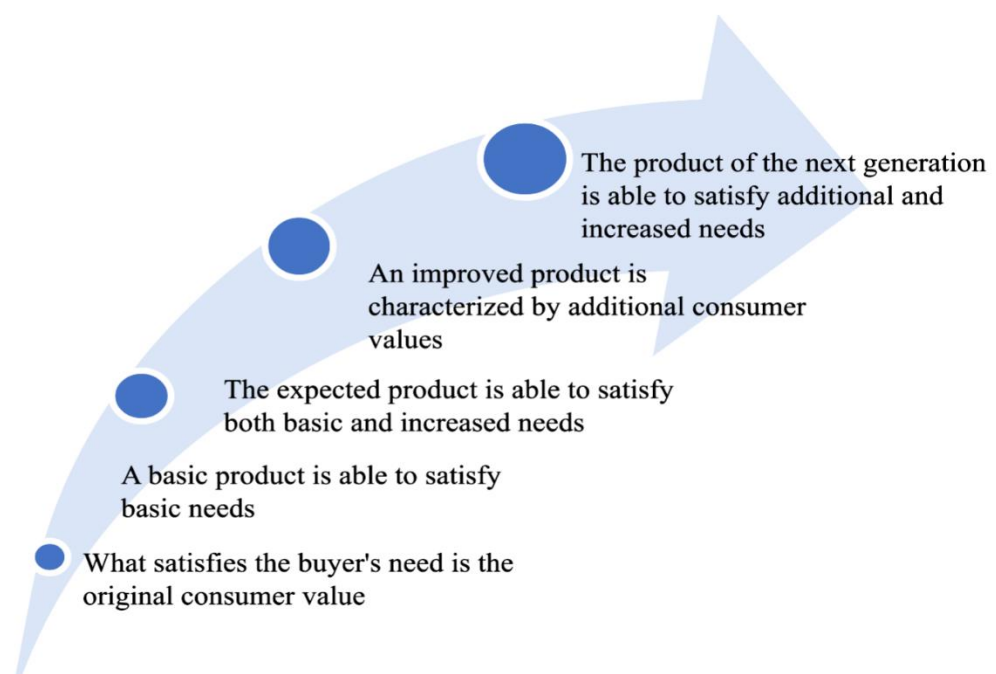 The product of the next generation
is able to satisfy additional and
increased needs
An improved product is
characterized by additional consumer
values
The expected product is able to satisfy
both basic and increased needs
A basic product is able to satisfy
basic needs
What satisfies the buyer's need is the
original consumer value